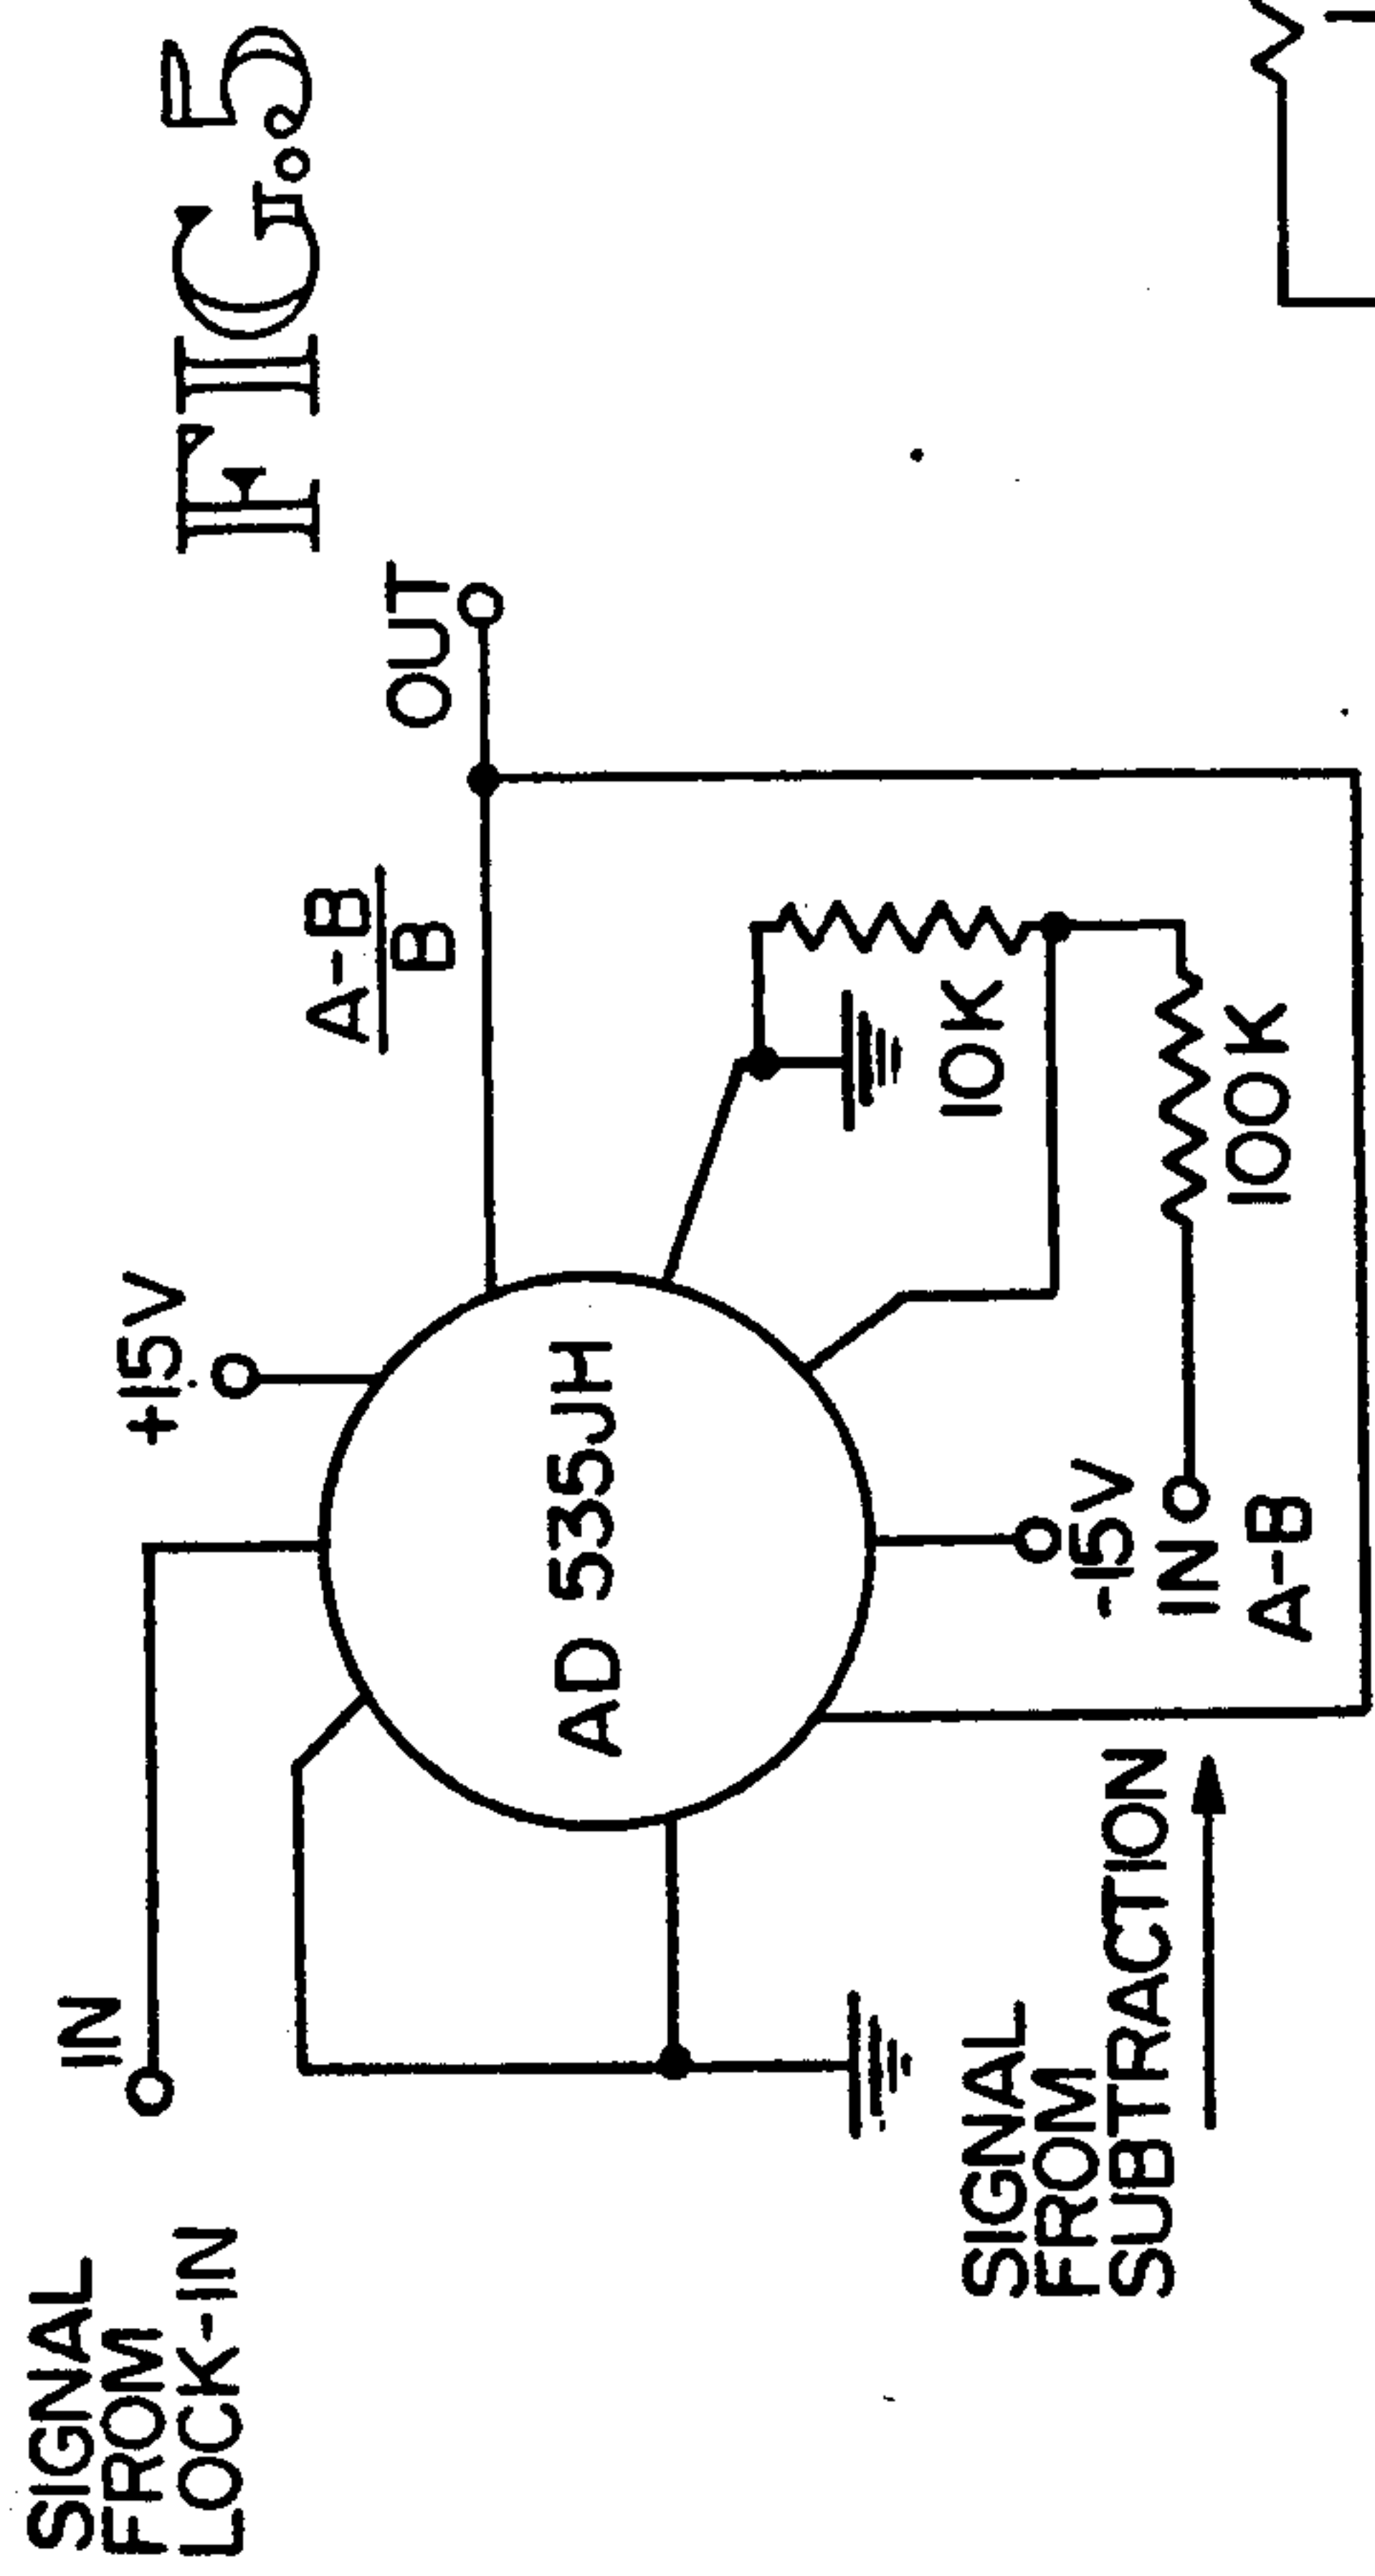 FIG.5
SIGNAL
FROM
LOCK-IN
IN
+15V
A-B
B
OUT
AD 535JH
10K
100K
-15V
IN
A-B
SIGNAL
FROM
SUBTRACTION